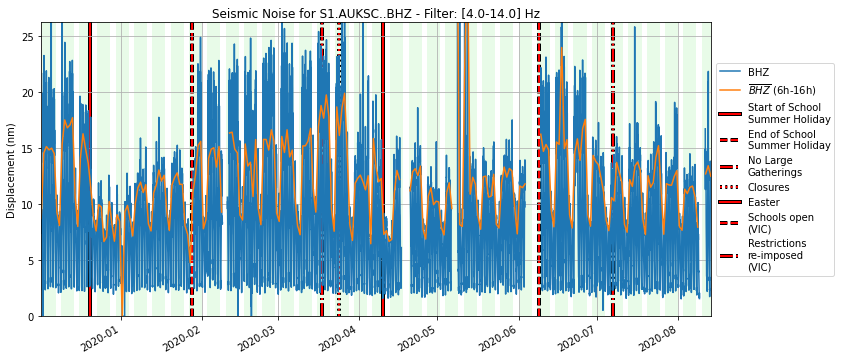 Seismic Noise for S1.AUKSC..BHZ - Filter: [4.0-14.0] Hz
Displacement (nm)
25
20
15
10
5
0
2020-01
2020-02
2020-03
2020-04
2020-05
2020-06
2020-07
2020-08
BHZ
BHZ (6h-16h)
Start of School
Summer Holiday
End of School
Summer Holiday
No Large
Gatherings
Closures
Easter
Schools open
(VIC)
Restrictions
re-imposed
(VIC)